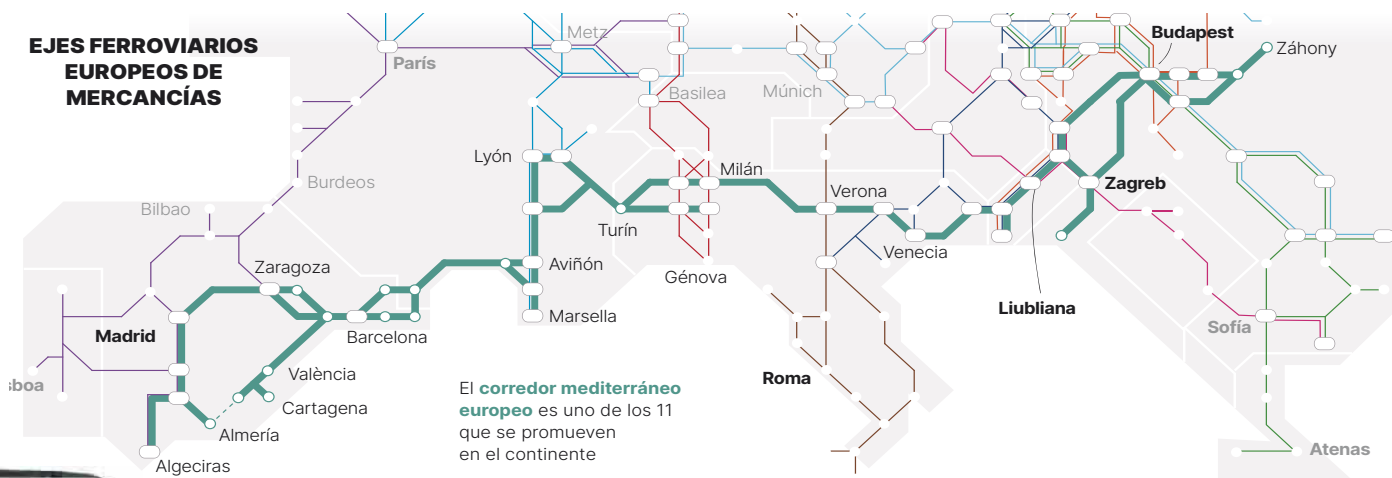 EJES FERROVIARIOS
EUROPEOS DE
MERCANCÍAS
Metz
París
Budapest
Záhony
Basilea
Múnich
Lyón
Milán
Burdeos
Zagreb
Verona
Bilbao
Turín
Venecia
Zaragoza
Aviñón
Génova
Liubliana
Marsella
Sofía
Madrid
Barcelona
València
Roma
sboa
Cartagena
El corredor mediterráneo
europeo es uno de los 11
que se promueven
en el continente
Almería
Atenas
Algeciras